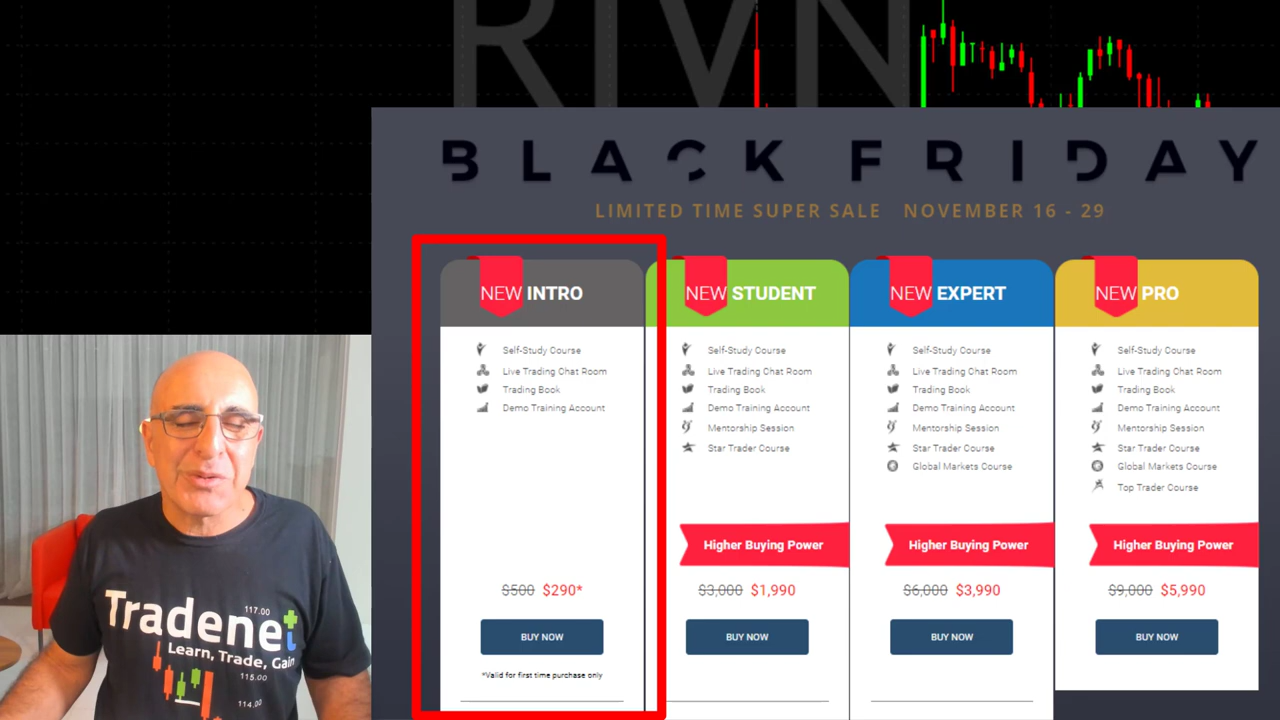 RIVN
BLACK FRIDAY
LIMITED TIME SUPER SALE NOVEMBER 16 - 29
NEW INTRO
Self-Study Course
Live Trading Chat Room
Trading Book
Demo Training Account
$500 $290*
BUY NOW
*Valid for first time purchase only
NEW STUDENT
Self-Study Course
Live Trading Chat Room
Trading Book
Demo Training Account
Mentorship Session
Star Trader Course
Higher Buying Power
$3,000 $1,990
BUY NOW
NEW EXPERT
Self-Study Course
Live Trading Chat Room
Trading Book
Demo Training Account
Mentorship Session
Star Trader Course
Global Markets Course
Higher Buying Power
$6,000 $3,990
BUY NOW
NEW PRO
Self-Study Course
Live Trading Chat Room
Trading Book
Demo Training Account
Mentorship Session
Star Trader Course
Global Markets Course
Top Trader Course
Higher Buying Power
$9,000 $5,990
BUY NOW
117.00
Tradenet
Learn, Trade, Gain
115.00
114.00